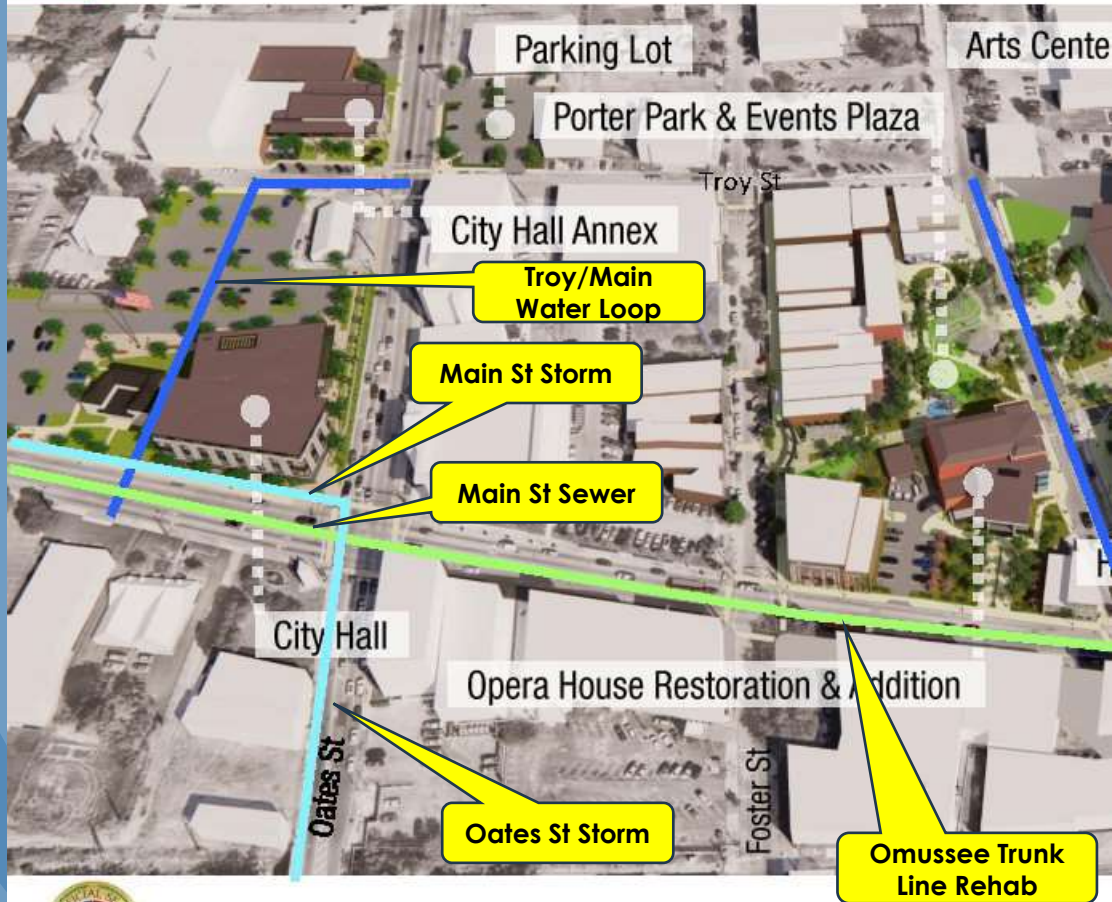 Parking Lot
Arts Cente
Porter Park & Events Plaza
Troy St
City Hall Annex
Troy/Main
Water Loop
Main St Storm
Main St Sewer
H
City Hall
Opera House Restoration & Addition
Oates St
Foster St
Oates St Storm
Omussee Trunk
Line Rehab